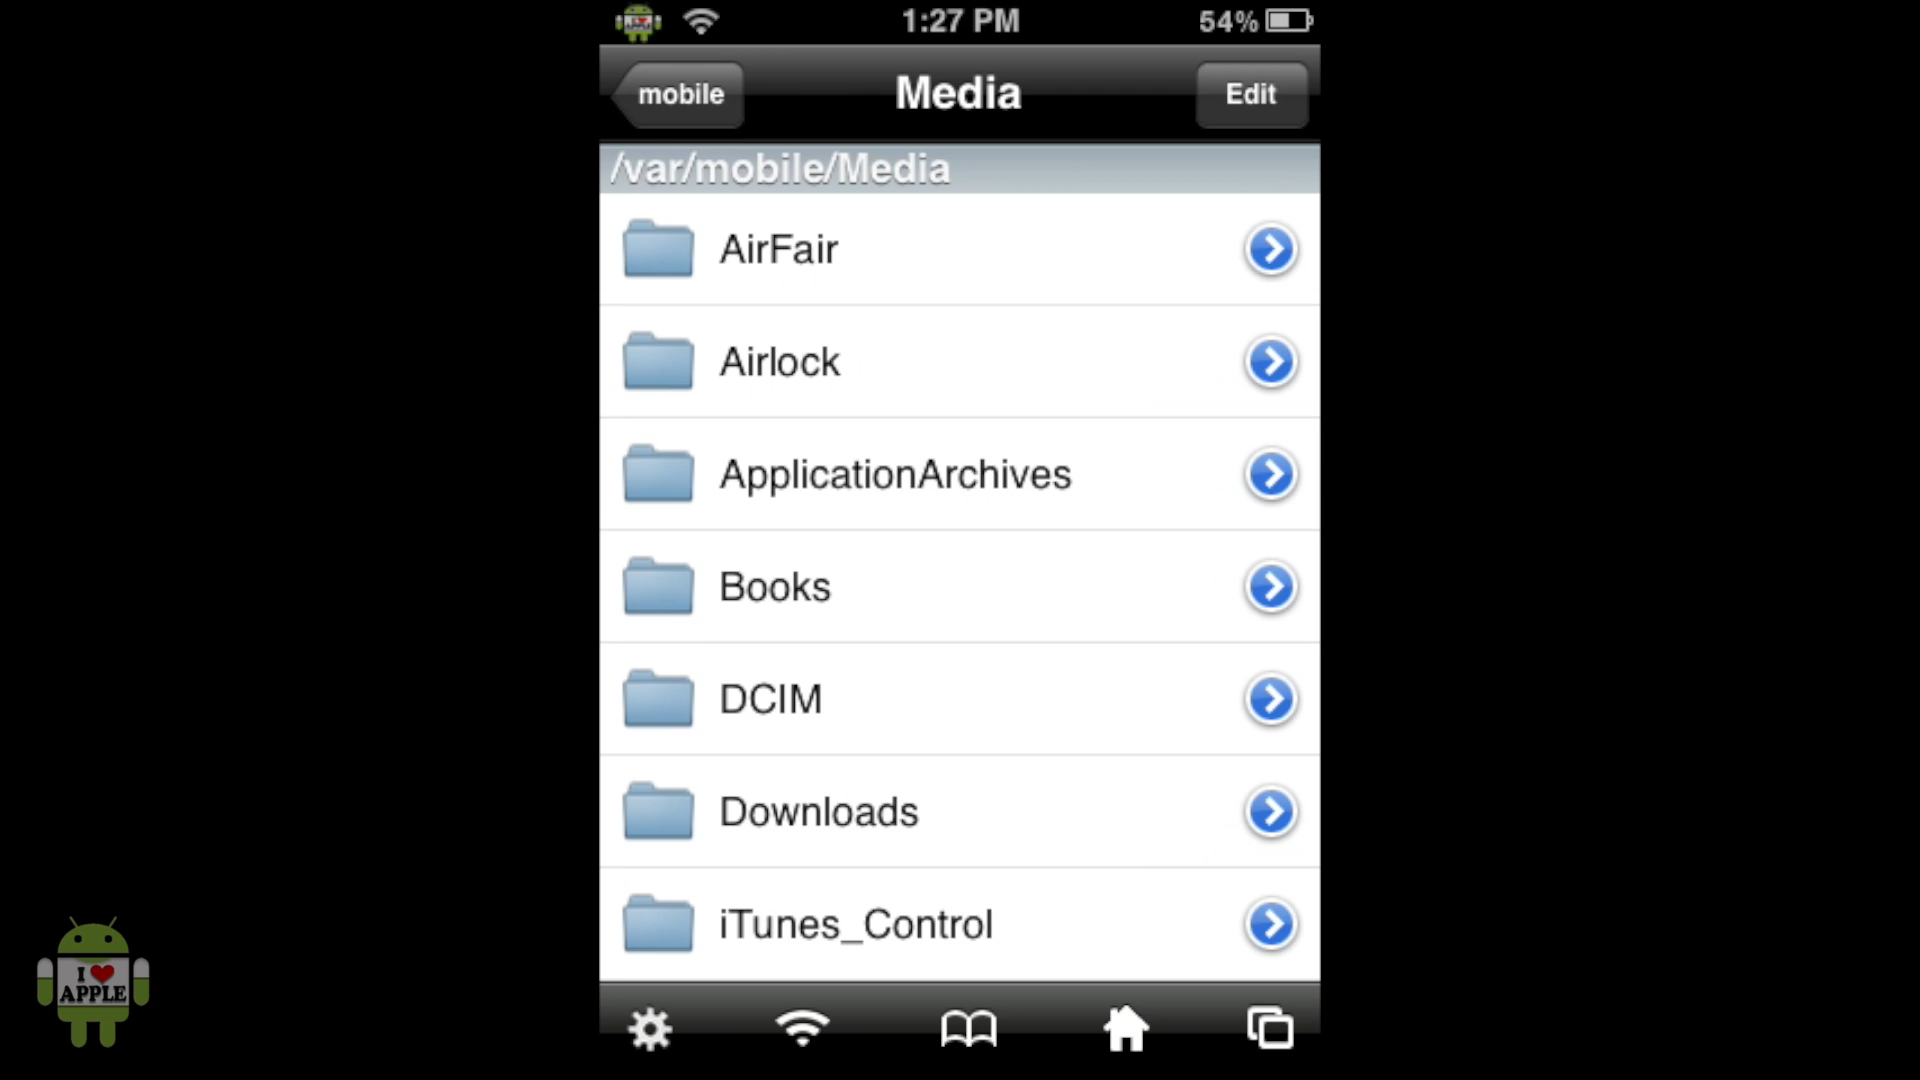 1:27 PM
54%
mobile
Media
Edit
/var/mobile/Media
AirFair
Airlock
ApplicationArchives
Books
DCIM
Downloads
iTunes_Control
I ❤ APPLE